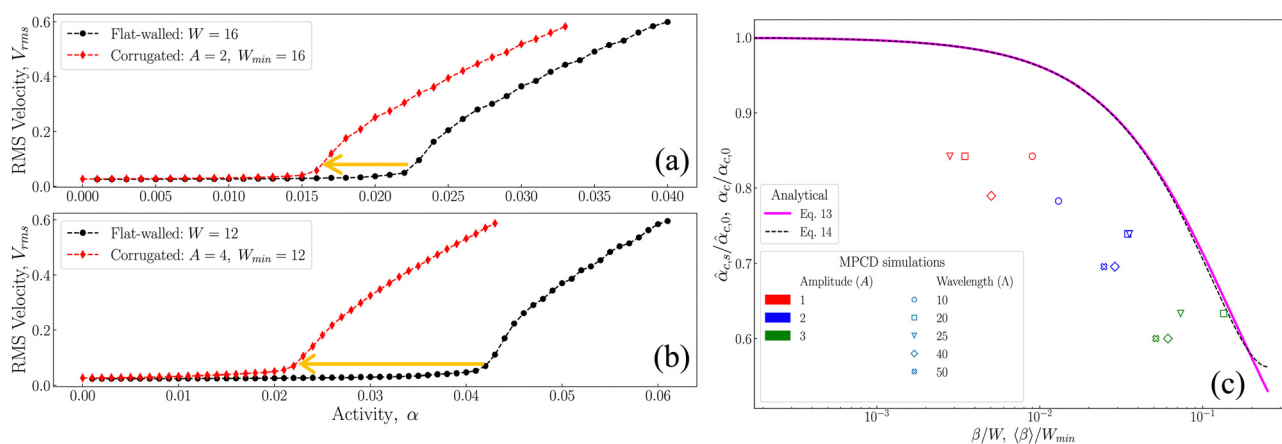 RMS Velocity, V_rms
0.6
0.4
0.2
0.0
Flat-walled: W = 16
Corrugated: A = 2, W_min = 16
(a)
0.000 0.005 0.010 0.015 0.020 0.025 0.030 0.035 0.040
RMS Velocity, V_rms
0.6
0.4
0.2
0.0
Flat-walled: W = 12
Corrugated: A = 4, W_min = 12
(b)
0.00 0.01 0.02 0.03 0.04 0.05 0.06
Activity, α
α̂_c,s/α̂_c,0, α_c/α_c,0
1.0
0.9
0.8
0.7
0.6
Analytical
Eq. 13
Eq. 14
MPCD simulations
Amplitude (A) Wavelength (Λ)
1 10
2 20
3 25
40
50
(c)
10⁻³ 10⁻² 10⁻¹
β/W, ⟨β⟩/W_min